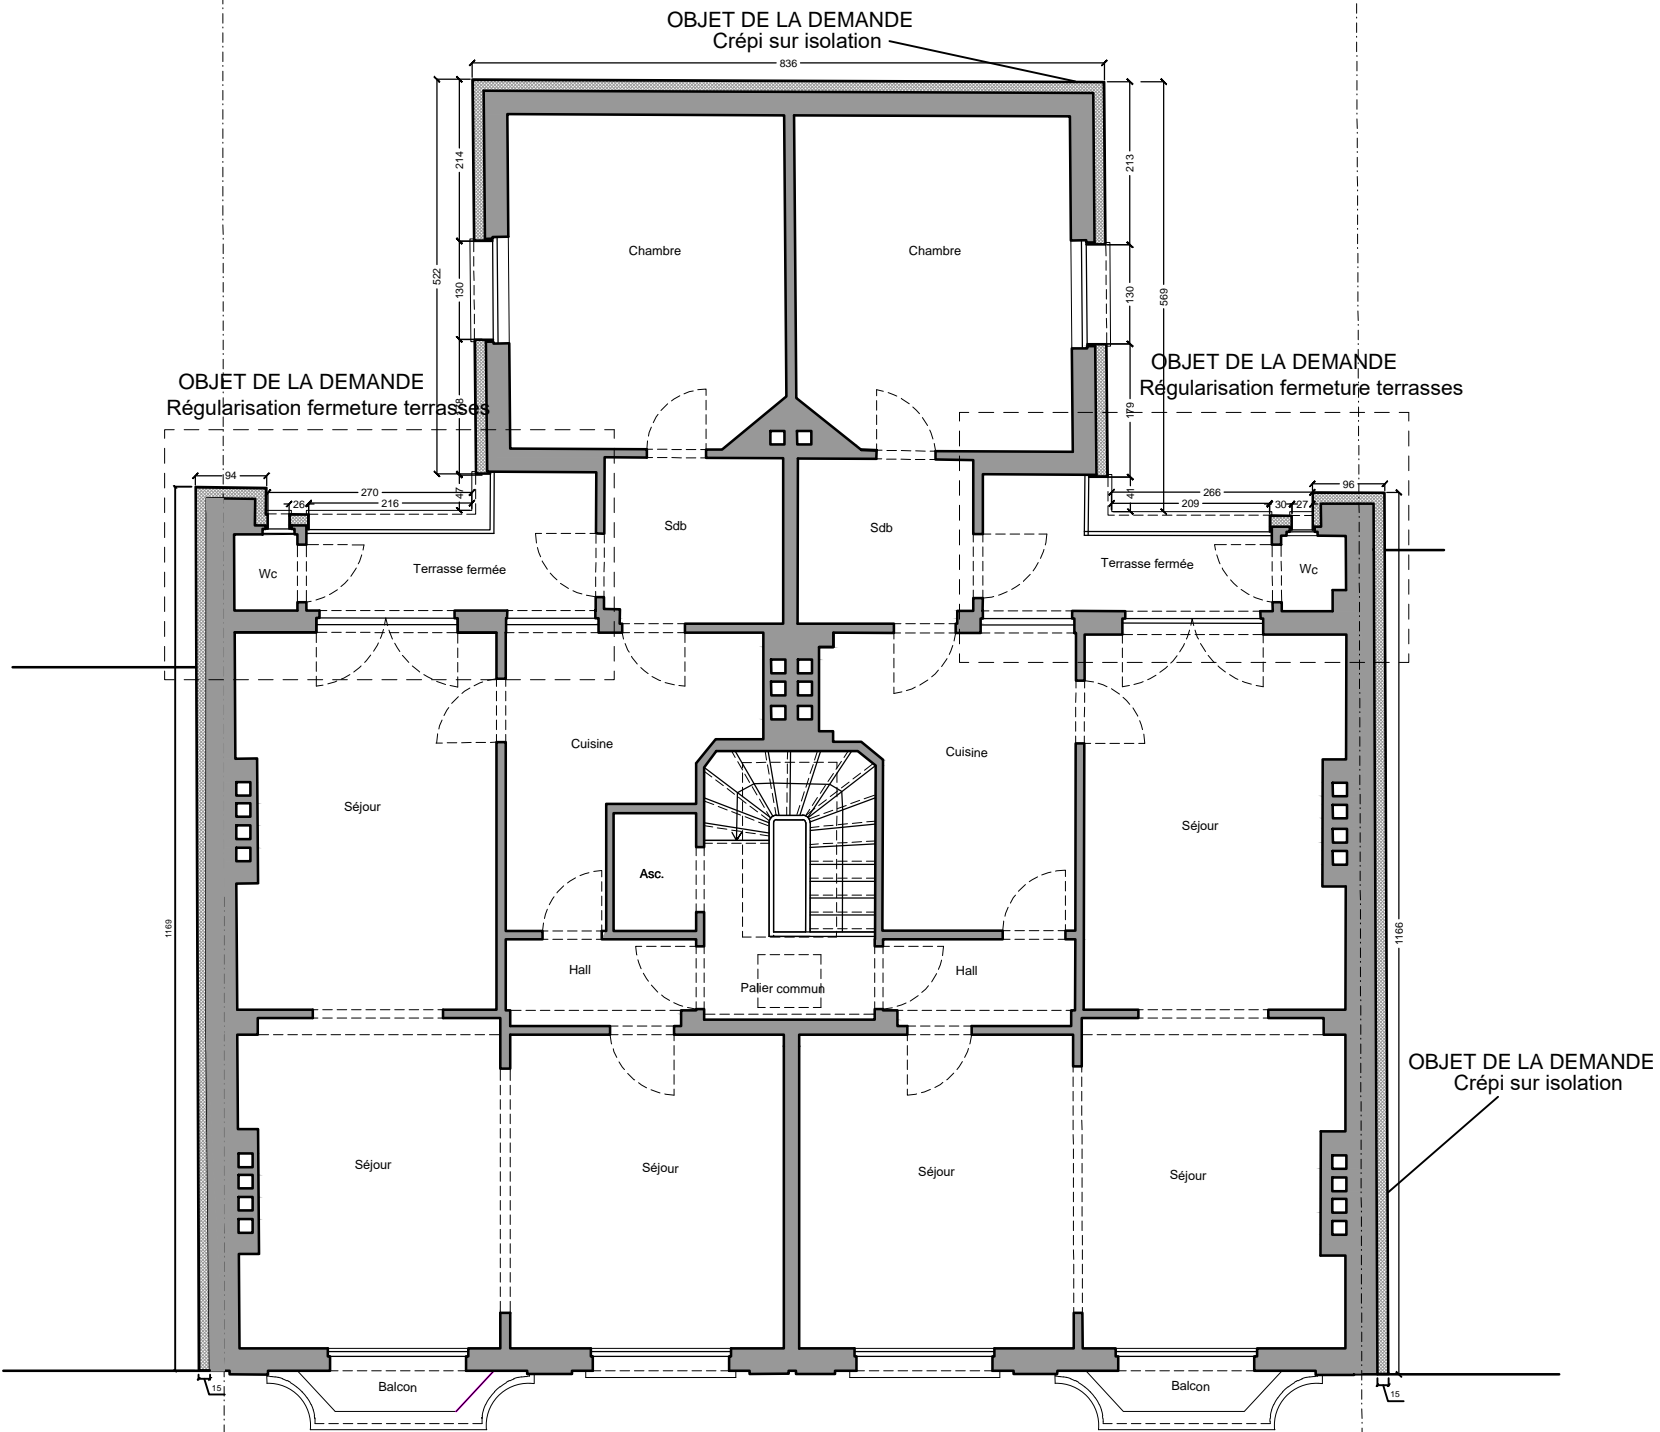 OBJET DE LA DEMANDE
Crépi sur isolation
836
214
213
522
130
130
569
Chambre
Chambre
OBJET DE LA DEMANDE
Régularisation fermeture terrasses
OBJET DE LA DEMANDE
Régularisation fermeture terrasses
179
94
270
47
26
216
41
266
96
209
30
27
Sdb
Sdb
Wc
Terrasse fermée
Terrasse fermée
Wc
Cuisine
Cuisine
Séjour
Séjour
Asc.
1169
1166
Hall
Hall
Palier commun
OBJET DE LA DEMANDE
Crépi sur isolation
Séjour
Séjour
Séjour
Séjour
15
Balcon
Balcon
15